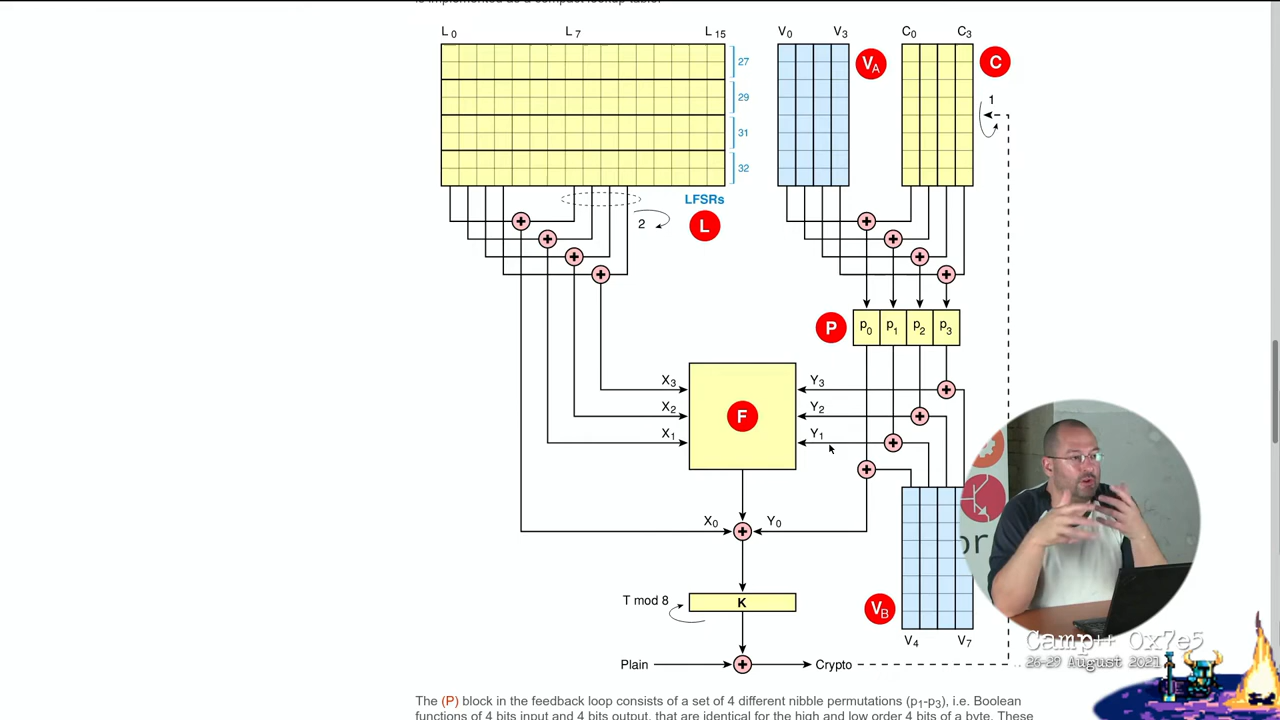 L 0 L 7 L 15 V0 V3 C0 C3
27
29
31
32
VA
C
1
LFSRs
L
2
P
p0 p1 p2 p3
X3
X2
X1
F
Y3
Y2
Y1
X0
Y0
T mod 8
K
VB
V4 V7
Plain
Crypto
or
Camp++ 0x7e5
26-29 August 2021
The (P) block in the feedback loop consists of a set of 4 different nibble permutations (p1-p3), i.e. Boolean
functions of 4 bits input and 4 bits output, that are identical for the high and low order 4 bits of a byte. These